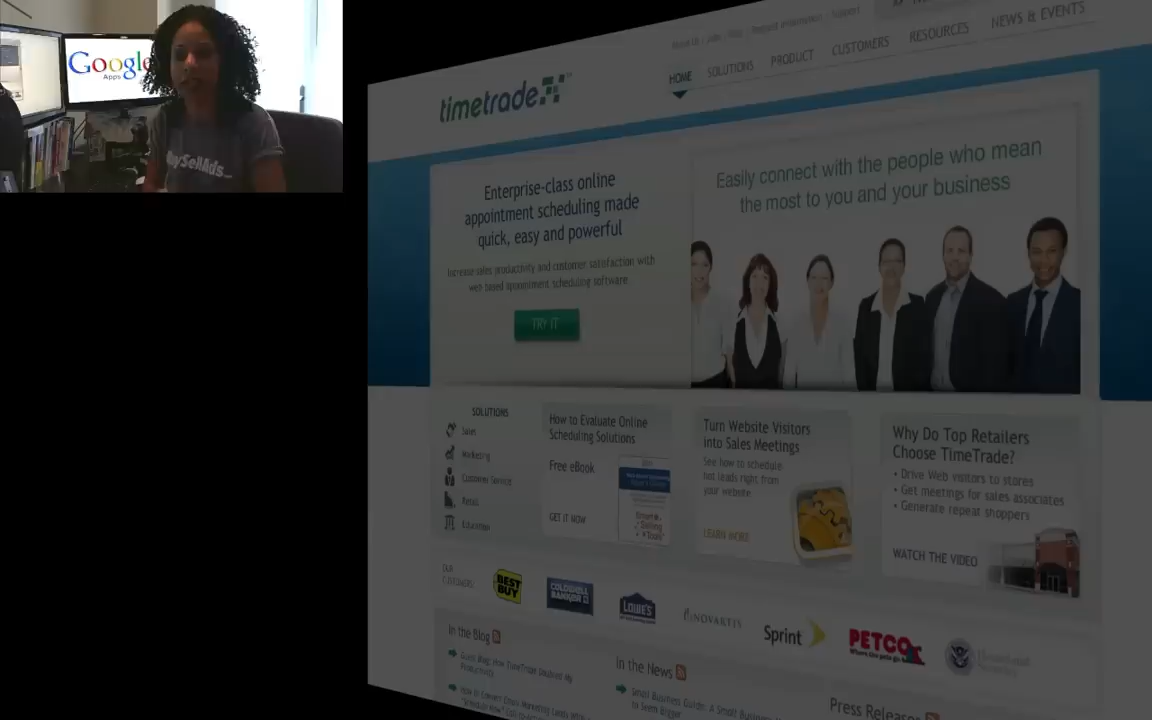 Google
Apps
BuySellAds
timetrade
Support
HOME
SOLUTIONS
PRODUCT
CUSTOMERS
RESOURCES
NEWS & EVENTS
Enterprise-class online
appointment scheduling made
quick, easy and powerful
Increase sales productivity and customer satisfaction with
web based appointment scheduling software
TRY IT
Easily connect with the people who mean
the most to you and your business
SOLUTIONS
Sales
Marketing
Customer Service
Retail
Education
How to Evaluate Online
Scheduling Solutions
Free eBook
GET IT NOW
Turn Website Visitors
into Sales Meetings
See how to schedule
hot leads right from
your website
LEARN MORE
Why Do Top Retailers
Choose TimeTrade?
• Drive Web visitors to stores
• Get meetings for sales associates
• Generate repeat shoppers
WATCH THE VIDEO
OUR
CUSTOMERS
BEST
BUY
COLDWELL
BANKER
LOWE'S
NOVARTIS
Sprint
PETCO
Where the pets go
In the Blog
Guest Blog: How TimeTrade
Productivity
In the News
Small Business Guide: A Small
to Seem Bigger
Press Releases